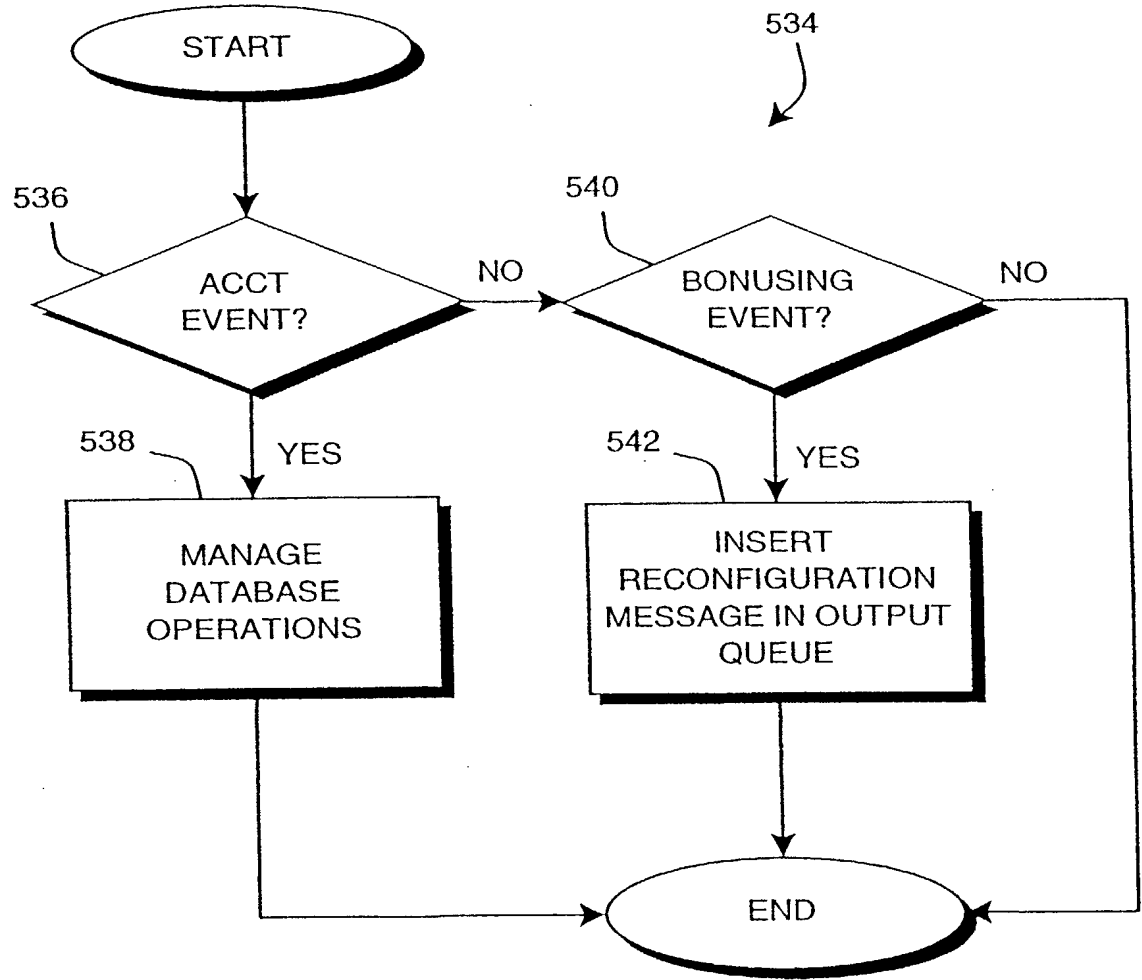 START
534
536
ACCT
EVENT?
NO
540
BONUSING
EVENT?
NO
538
YES
MANAGE
DATABASE
OPERATIONS
542
YES
INSERT
RECONFIGURATION
MESSAGE IN OUTPUT
QUEUE
END